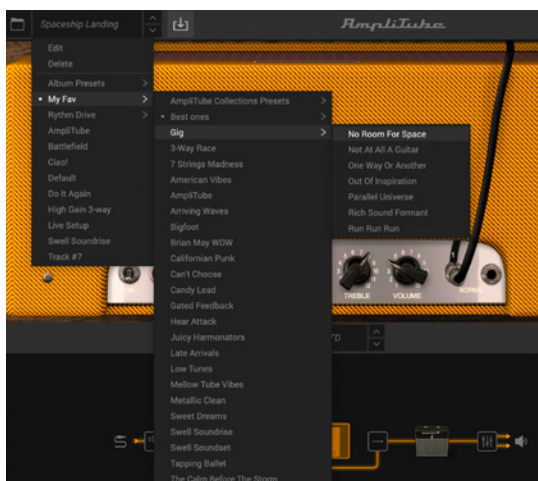 Spaceship Landing
AmpliTube
Edit
Delete
Album Presets
My Fav
Rythm Drive
AmpliTube
Battlefield
Ciao!
Default
Do It Again
High Gain 3-way
Live Setup
Swell Soundrise
Track #7
AmpliTube Collections Presets
Best ones
Gig
3-Way Race
7 Strings Madness
American Vibes
AmpliTube
Arriving Waves
Bigfoot
Brian May WDW
Californian Punk
Can't Choose
Candy Lead
Gated Feedback
Hear Attack
Juicy Harmonators
Late Arrivals
Low Tunes
Mellow Tube Vibes
Metallic Clean
Sweet Dreams
Swell Soundrise
Swell Soundset
Tapping Ballet
The Calm Before The Storm
No Room For Space
Not At All A Guitar
One Way Or Another
Out Of Inspiration
Parallel Universe
Rich Sound Formant
Run Run Run
TREBLE
VOLUME